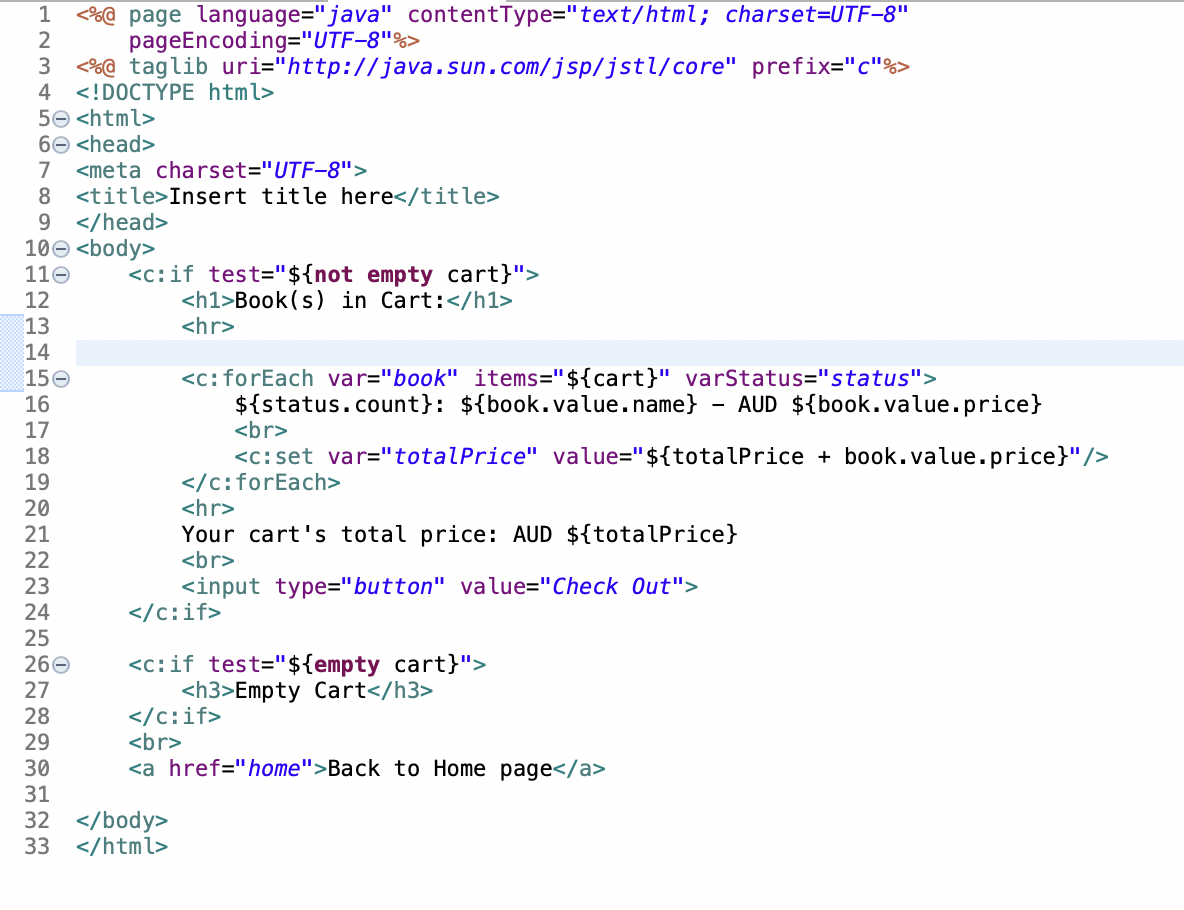 1 <%@ page language="java" contentType="text/html; charset=UTF-8"
2     pageEncoding="UTF-8"%>
3 <%@ taglib uri="http://java.sun.com/jsp/jstl/core" prefix="c"%>
4 <!DOCTYPE html>
5 <html>
6 <head>
7 <meta charset="UTF-8">
8 <title>Insert title here</title>
9 </head>
10 <body>
11     <c:if test="${not empty cart}">
12         <h1>Book(s) in Cart:</h1>
13         <hr>
14
15         <c:forEach var="book" items="${cart}" varStatus="status">
16             ${status.count}: ${book.value.name} - AUD ${book.value.price}
17             <br>
18             <c:set var="totalPrice" value="${totalPrice + book.value.price}"/>
19         </c:forEach>
20         <hr>
21         Your cart's total price: AUD ${totalPrice}
22         <br>
23         <input type="button" value="Check Out">
24     </c:if>
25
26     <c:if test="${empty cart}">
27         <h3>Empty Cart</h3>
28     </c:if>
29     <br>
30     <a href="home">Back to Home page</a>
31
32 </body>
33 </html>